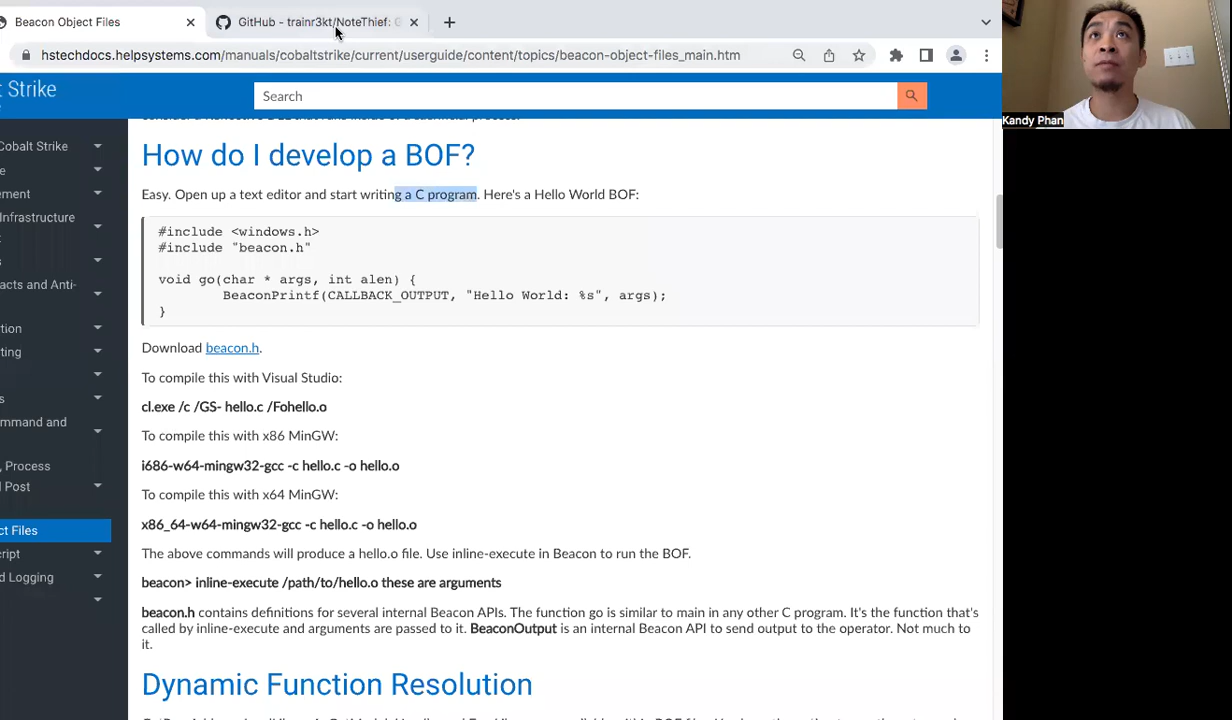 Beacon Object Files
GitHub - trainr3kt/NoteThief: G
hstechdocs.helpsystems.com/manuals/cobaltstrike/current/userguide/content/topics/beacon-object-files_main.htm
t Strike
Search
Kandy Phan
Cobalt Strike
e
ement
Infrastructure
t
s
acts and Anti-
rtion
ting
s
mmand and
, Process
d Post
ct Files
cript
d Logging
How do I develop a BOF?
Easy. Open up a text editor and start writing a C program. Here's a Hello World BOF:
#include <windows.h>
#include "beacon.h"
void go(char * args, int alen) {
BeaconPrintf(CALLBACK_OUTPUT, "Hello World: %s", args);
}
Download beacon.h.
To compile this with Visual Studio:
cl.exe /c /GS- hello.c /Fohello.o
To compile this with x86 MinGW:
i686-w64-mingw32-gcc -c hello.c -o hello.o
To compile this with x64 MinGW:
x86_64-w64-mingw32-gcc -c hello.c -o hello.o
The above commands will produce a hello.o file. Use inline-execute in Beacon to run the BOF.
beacon> inline-execute /path/to/hello.o these are arguments
beacon.h contains definitions for several internal Beacon APIs. The function go is similar to main in any other C program. It's the function that's
called by inline-execute and arguments are passed to it. BeaconOutput is an internal Beacon API to send output to the operator. Not much to
it.
Dynamic Function Resolution